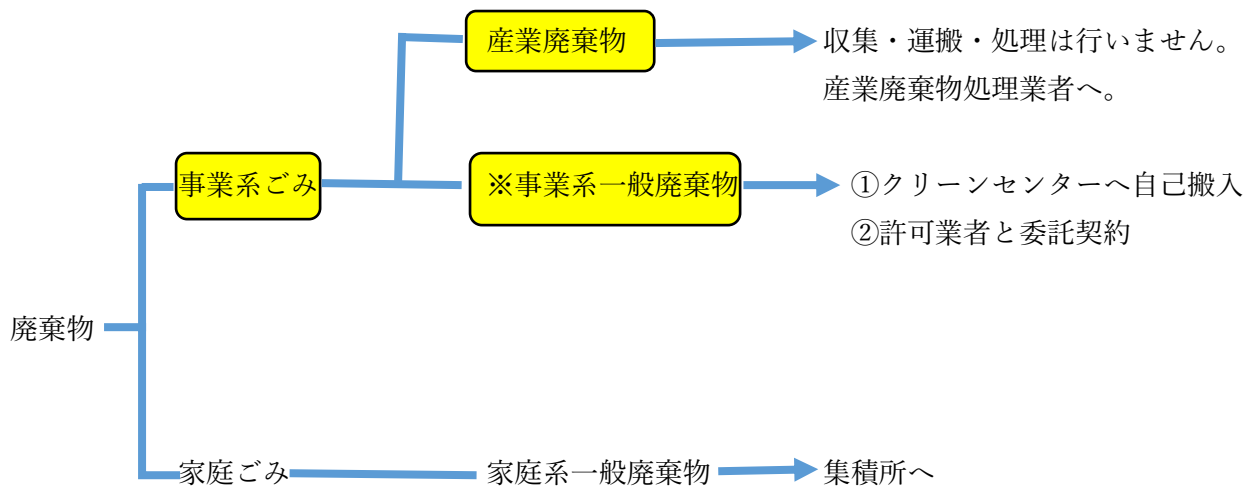 産業廃棄物
収集・運搬・処理は行いません。
産業廃棄物処理業者へ。
事業系ごみ
※事業系一般廃棄物
①クリーンセンターへ自己搬入
②許可業者と委託契約
廃棄物
家庭ごみ
家庭系一般廃棄物
集積所へ